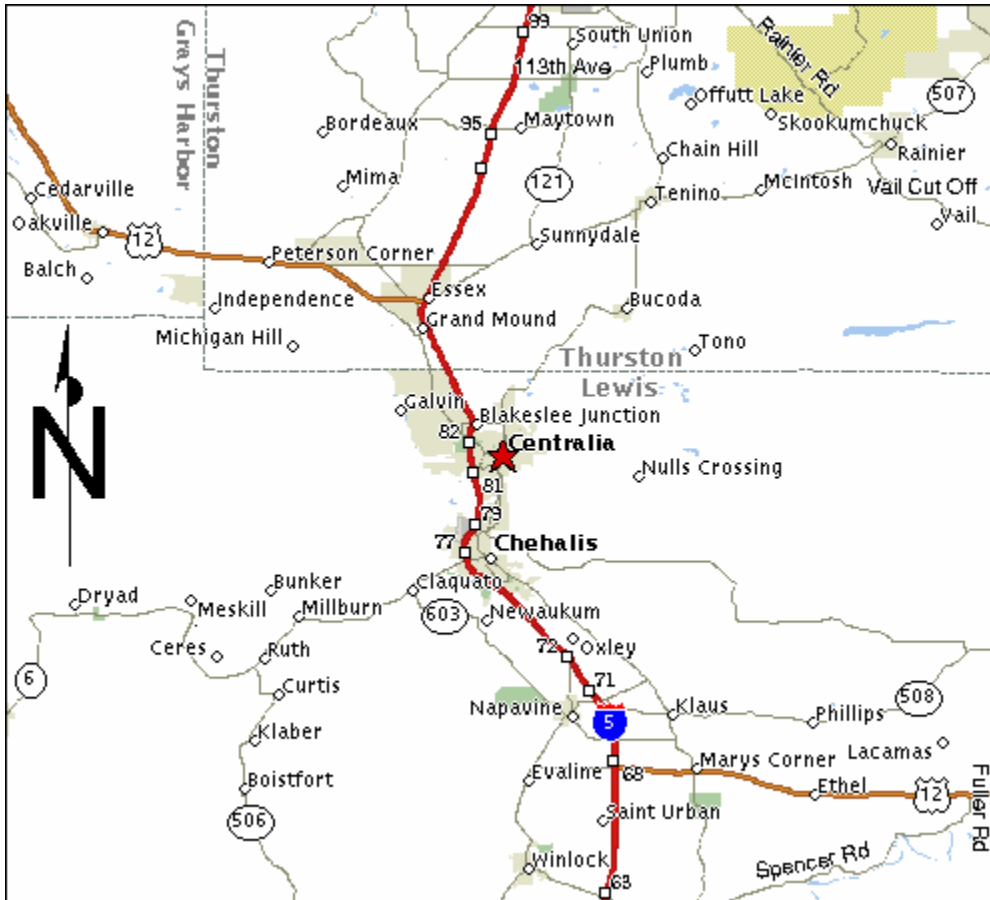 99
South Union
113th Ave
Plumb
Rainier Rd
Thurston
Grays Harbor
Offutt Lake
507
95
Maytown
Bordeaux
Skookumchuck
Rainier
Chain Hill
Mima
121
McIntosh
Vail Cut Off
Cedarville
Tenino
Oakville
12
Sunnydale
Vail
Peterson Corner
Balch
Essex
Independence
Bucoda
Grand Mound
Michigan Hill
Tono
Thurston
Lewis
Galvin
Blakeslee Junction
82
Centralia
N
Nulls Crossing
81
79
77
Chehalis
Bunker
Claquato
Dryad
Meskill
Millburn
603
Newaukum
Ceres
Ruth
72
Oxley
6
Curtis
71
508
Napavine
Klaus
5
Phillips
Klaber
Lacamas
Evaline
68
Marys Corner
Boistfort
Ethel
12
Fuller Rd
506
Saint Urban
Winlock
Spencer Rd
63